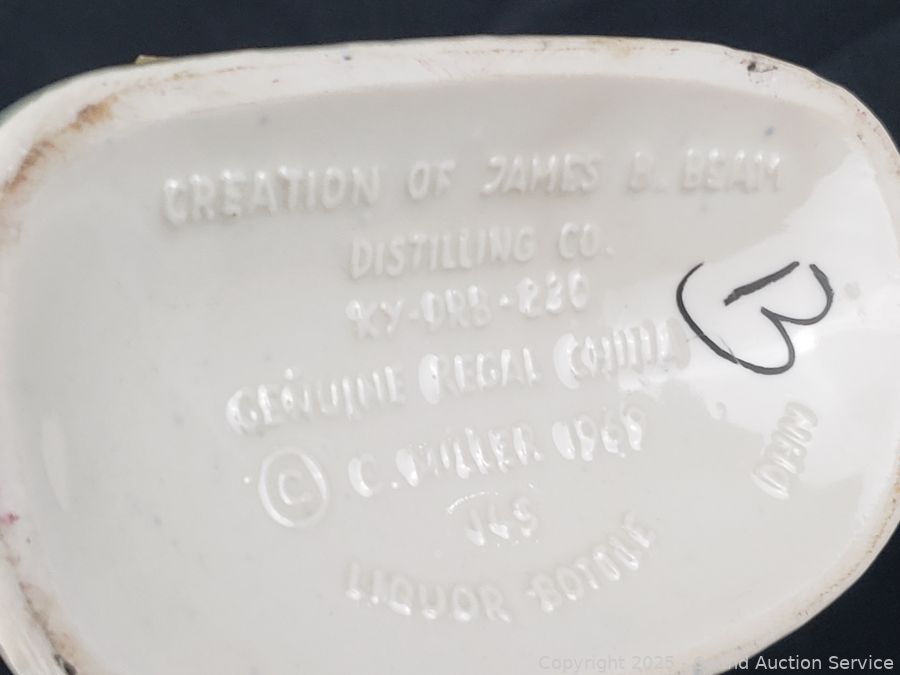 CREATION OF JAMES B. BEAM
DISTILLING CO.
KY-DRB-230
GENUINE REGAL CHINA
© C. MILLER 1969
LIQUOR BOTTLE
B
Copyright 2025
Auction Service